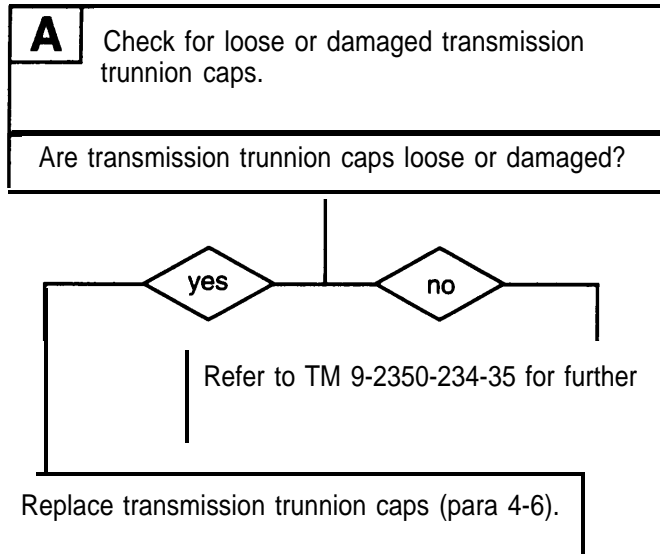 A
Check for loose or damaged transmission
trunnion caps.
Are transmission trunnion caps loose or damaged?
yes
no
Refer to TM 9-2350-234-35 for further
Replace transmission trunnion caps (para 4-6).